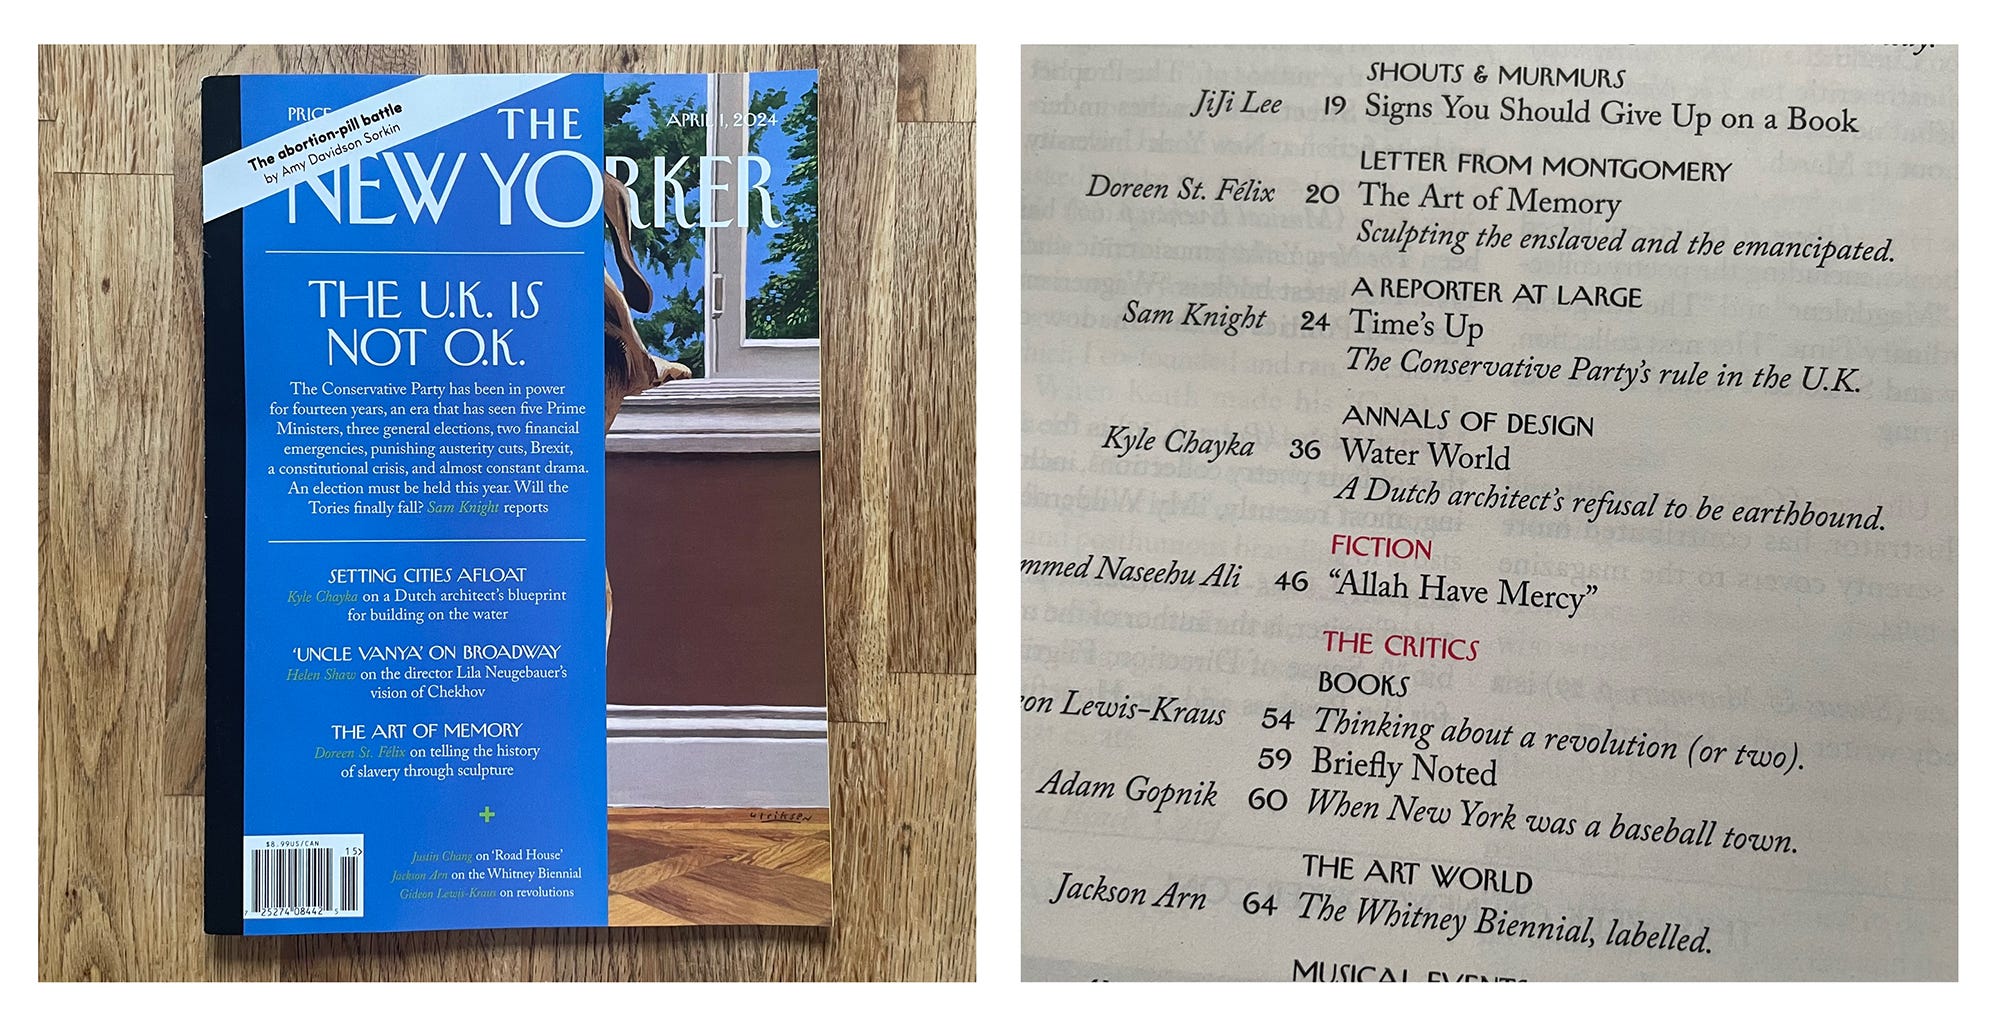 PRICE
The abortion-pill battle
by Amy Davidson Sorkin
APRIL 1, 2024
THE
NEW YORKER
THE U.K. IS
NOT O.K.
The Conservative Party has been in power
for fourteen years, an era that has seen five Prime
Ministers, three general elections, two financial
emergencies, punishing austerity cuts, Brexit,
a constitutional crisis, and almost constant drama.
An election must be held this year. Will the
Tories finally fall? Sam Knight reports
SETTING CITIES AFLOAT
Kyle Chayka on a Dutch architect's blueprint
for building on the water
'UNCLE VANYA' ON BROADWAY
Helen Shaw on the director Lila Neugebauer's
vision of Chekhov
THE ART OF MEMORY
Doreen St. Félix on telling the history
of slavery through sculpture
+
Justin Chang on 'Road House'
Jackson Arn on the Whitney Biennial
Gideon Lewis-Kraus on revolutions
$8.99US/CAN
15>
7 25274 08442 5
ulriksen
SHOUTS & MURMURS
JiJi Lee 19 Signs You Should Give Up on a Book
LETTER FROM MONTGOMERY
Doreen St. Félix 20 The Art of Memory
Sculpting the enslaved and the emancipated.
A REPORTER AT LARGE
Sam Knight 24 Time's Up
The Conservative Party's rule in the U.K.
ANNALS OF DESIGN
Kyle Chayka 36 Water World
A Dutch architect's refusal to be earthbound.
FICTION
mmed Naseehu Ali 46 "Allah Have Mercy"
THE CRITICS
BOOKS
on Lewis-Kraus 54 Thinking about a revolution (or two).
59 Briefly Noted
Adam Gopnik 60 When New York was a baseball town.
THE ART WORLD
Jackson Arn 64 The Whitney Biennial, labelled.
MUSICAL EVENTS